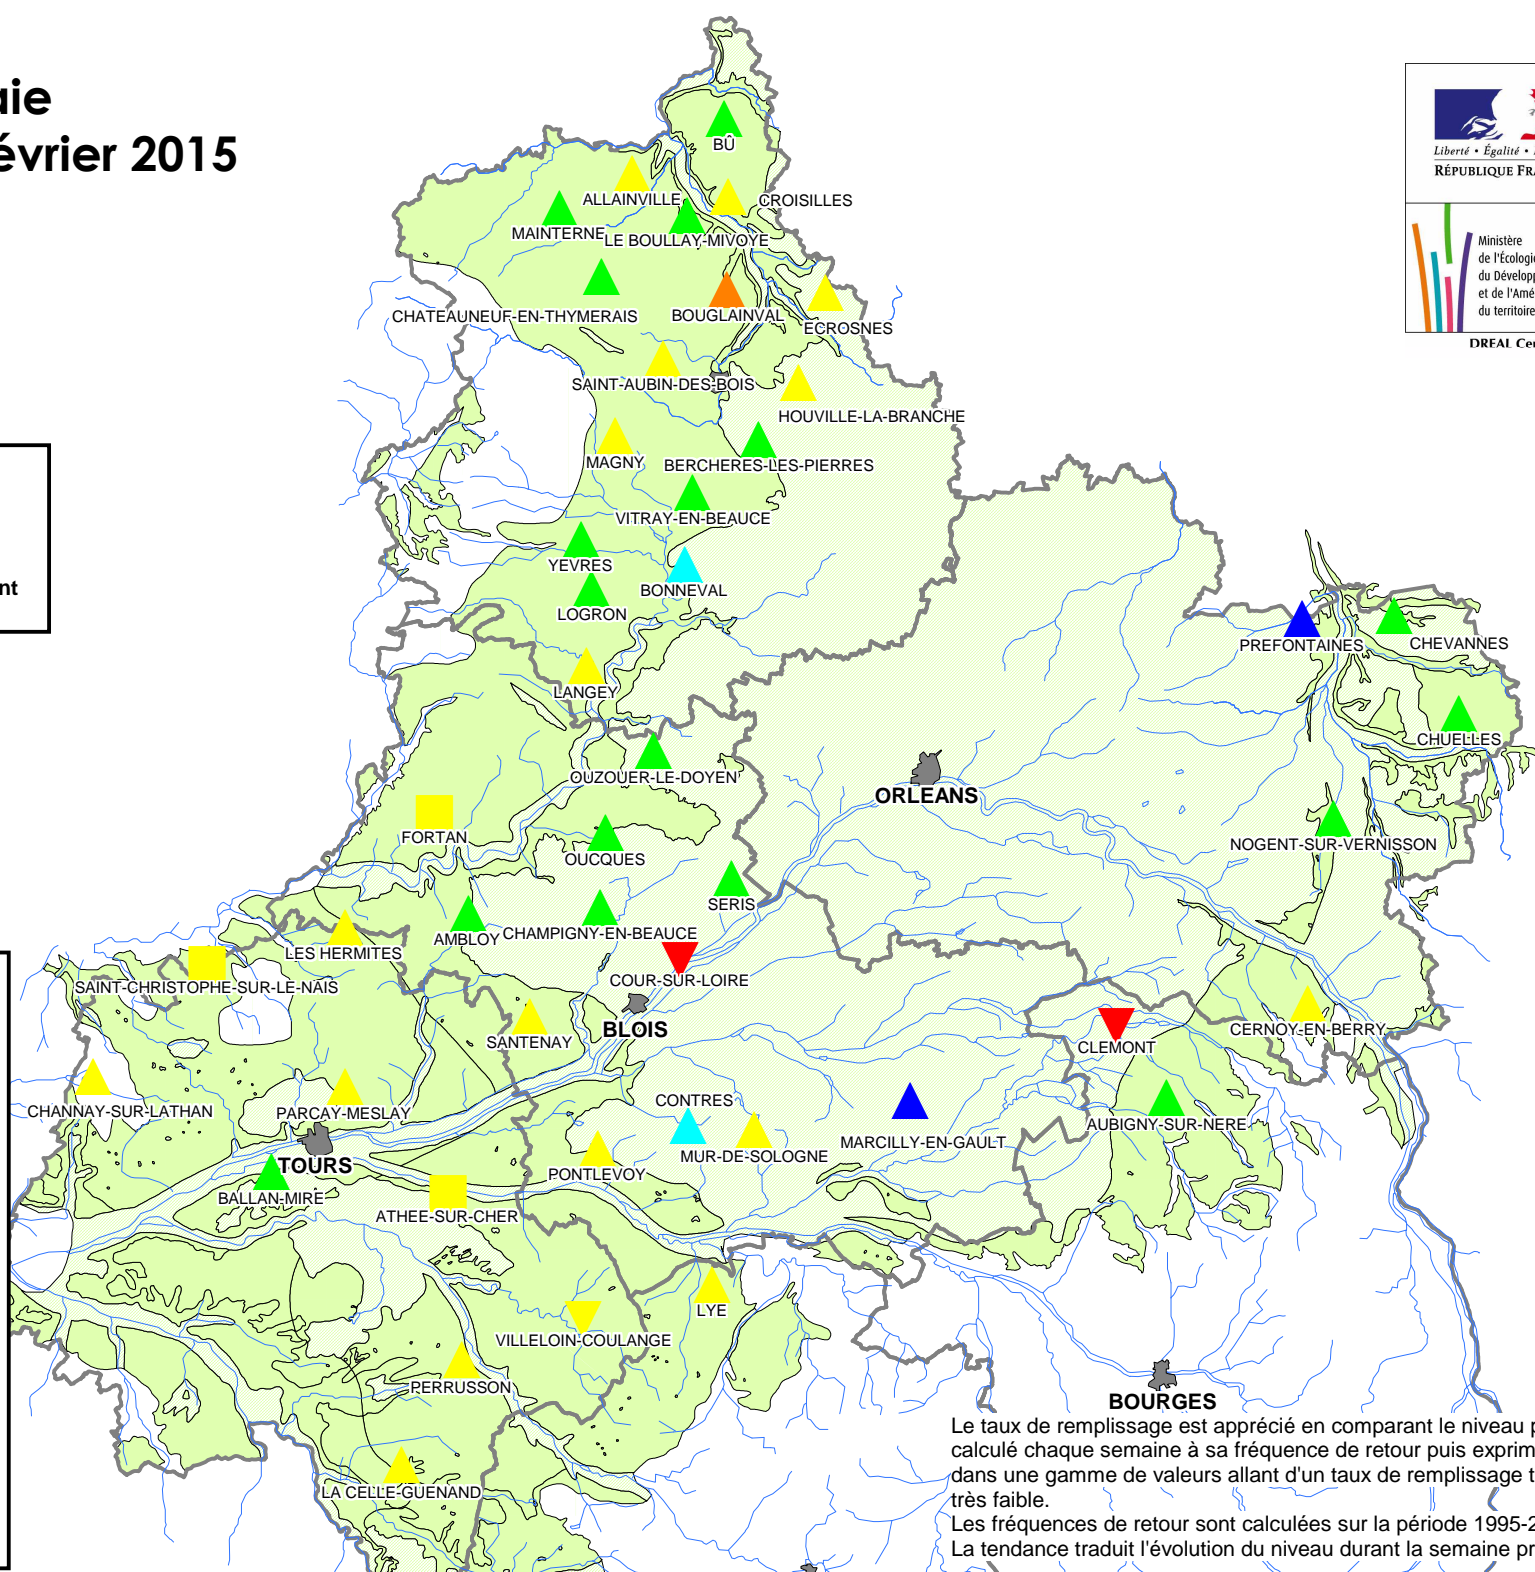 aie
évrier 2015
Liberté • Égalité •
RÉPUBLIQUE FRA
Ministère
de l'Écologie
du Dévelop
et de l'Amé
du territoire
DREAL Cen
nt
BÛ
ALLAINVILLE
CROISILLES
MAINTERNE
LE BOULLAY-MIVOYE
CHATEAUNEUF-EN-THYMERAIS
BOUGLAINVAL
ECROSNES
SAINT-AUBIN-DES-BOIS
HOUVILLE-LA-BRANCHE
MAGNY
BERCHERES-LES-PIERRES
VITRAY-EN-BEAUCE
YEVRES
BONNEVAL
LOGRON
PREFONTAINES
CHEVANNES
LANGEY
CHUELLES
OUZOUER-LE-DOYEN
ORLEANS
FORTAN
OUCQUES
NOGENT-SUR-VERNISSON
SERIS
AMBLOY
CHAMPIGNY-EN-BEAUCE
LES HERMITES
COUR-SUR-LOIRE
SAINT-CHRISTOPHE-SUR-LE-NAIS
BLOIS
CERNOY-EN-BERRY
SANTENAY
CLEMONT
CONTRES
CHANNAY-SUR-LATHAN
PARCAY-MESLAY
AUBIGNY-SUR-NERE
MARCILLY-EN-GAULT
MUR-DE-SOLOGNE
TOURS
PONTLEVOY
BALLAN-MIRE
ATHEE-SUR-CHER
LYE
VILLELOIN-COULANGE
PERRUSSON
BOURGES
LA CELLE-GUENAND
Le taux de remplissage est apprécié en comparant le niveau p
calculé chaque semaine à sa fréquence de retour puis exprim
dans une gamme de valeurs allant d'un taux de remplissage t
très faible.
Les fréquences de retour sont calculées sur la période 1995-2
La tendance traduit l'évolution du niveau durant la semaine pr